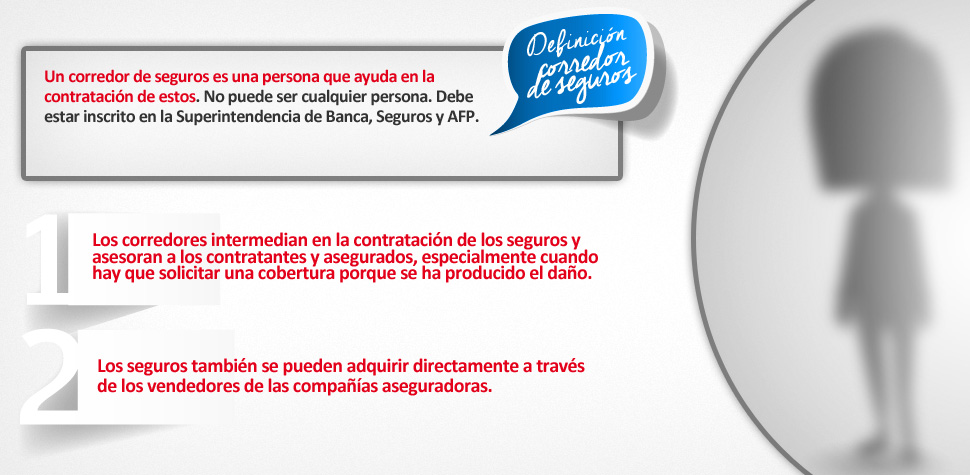 Definición
corredor
de seguros
Un corredor de seguros es una persona que ayuda en la
contratación de estos. No puede ser cualquier persona. Debe
estar inscrito en la Superintendencia de Banca, Seguros y AFP.
1
Los corredores intermedian en la contratación de los seguros y
asesoran a los contratantes y asegurados, especialmente cuando
hay que solicitar una cobertura porque se ha producido el daño.
2
Los seguros también se pueden adquirir directamente a través
de los vendedores de las compañías aseguradoras.